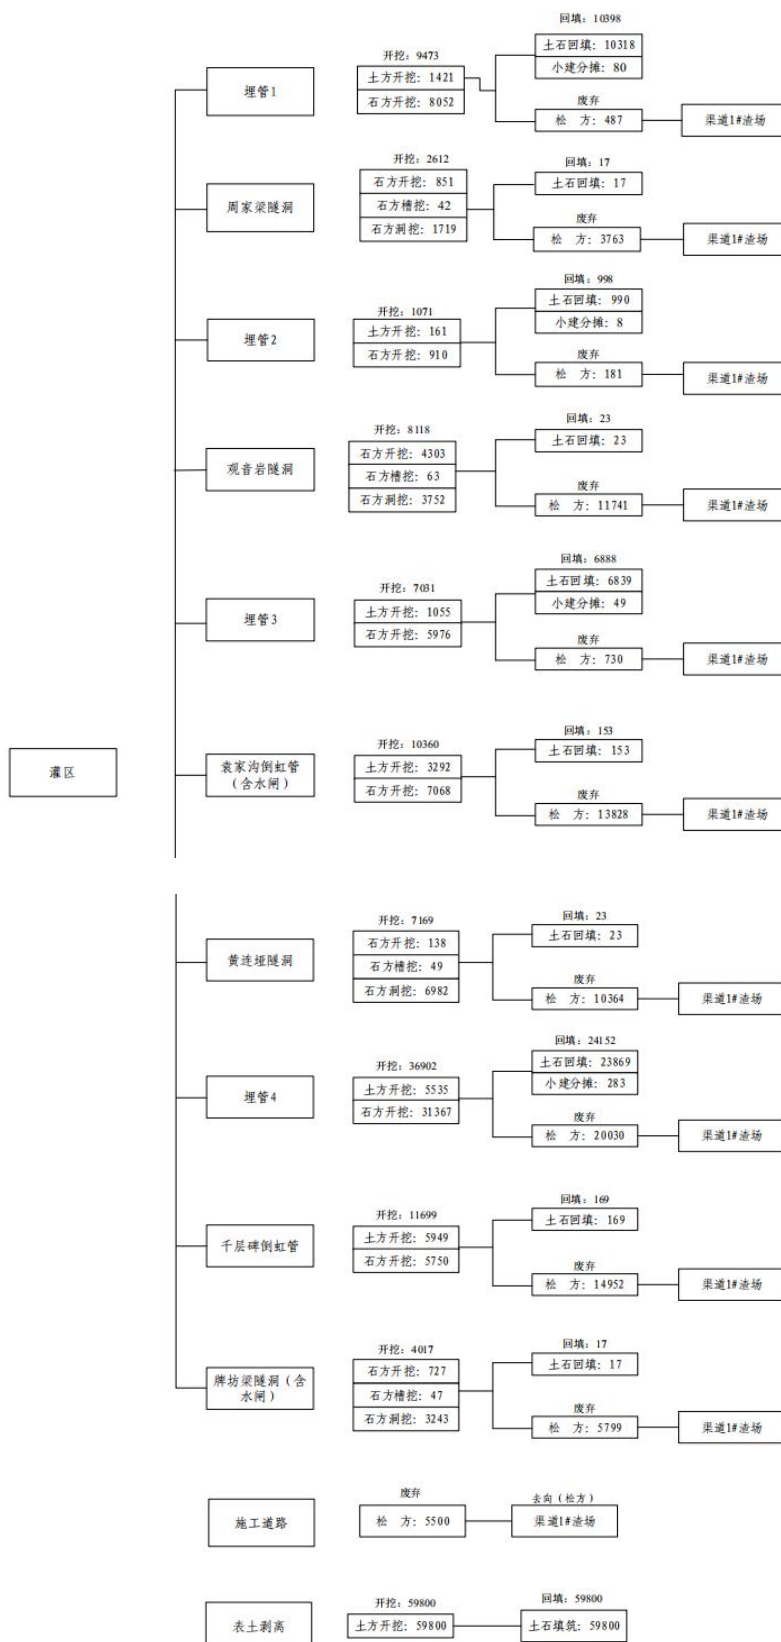 回填: 10398
开挖: 9473
土石回填: 10318
小建分摊: 80
埋管1
土方开挖: 1421
石方开挖: 8052
废弃
松 方: 487
渠道1#渣场
开挖: 2612
回填: 17
周家梁隧洞
石方开挖: 851
石方槽挖: 42
石方洞挖: 1719
土石回填: 17
废弃
松 方: 3763
渠道1#渣场
回填: 998
开挖: 1071
土石回填: 990
小建分摊: 8
埋管2
土方开挖: 161
石方开挖: 910
废弃
松 方: 181
渠道1#渣场
开挖: 8118
回填: 23
观音岩隧洞
石方开挖: 4303
石方槽挖: 63
石方洞挖: 3752
土石回填: 23
废弃
松 方: 11741
渠道1#渣场
回填: 6888
开挖: 7031
土石回填: 6839
小建分摊: 49
埋管3
土方开挖: 1055
石方开挖: 5976
废弃
松 方: 730
渠道1#渣场
灌区
开挖: 10360
回填: 153
袁家沟倒虹管
（含水闸）
土方开挖: 3292
石方开挖: 7068
土石回填: 153
废弃
松 方: 13828
渠道1#渣场
开挖: 7169
回填: 23
黄连垭隧洞
石方开挖: 138
石方槽挖: 49
石方洞挖: 6982
土石回填: 23
废弃
松 方: 10364
渠道1#渣场
回填: 24152
开挖: 36902
土石回填: 23869
小建分摊: 283
埋管4
土方开挖: 5535
石方开挖: 31367
废弃
松 方: 20030
渠道1#渣场
开挖: 11699
回填: 169
千层碑倒虹管
土方开挖: 5949
石方开挖: 5750
土石回填: 169
废弃
松 方: 14952
渠道1#渣场
开挖: 4017
回填: 17
牌坊梁隧洞（含
水闸）
石方开挖: 727
石方槽挖: 47
石方洞挖: 3243
土石回填: 17
废弃
松 方: 5799
渠道1#渣场
废弃
去向（松方）
施工道路
松 方: 5500
渠道1#渣场
开挖: 59800
回填: 59800
表土剥离
土方开挖: 59800
土石填筑: 59800